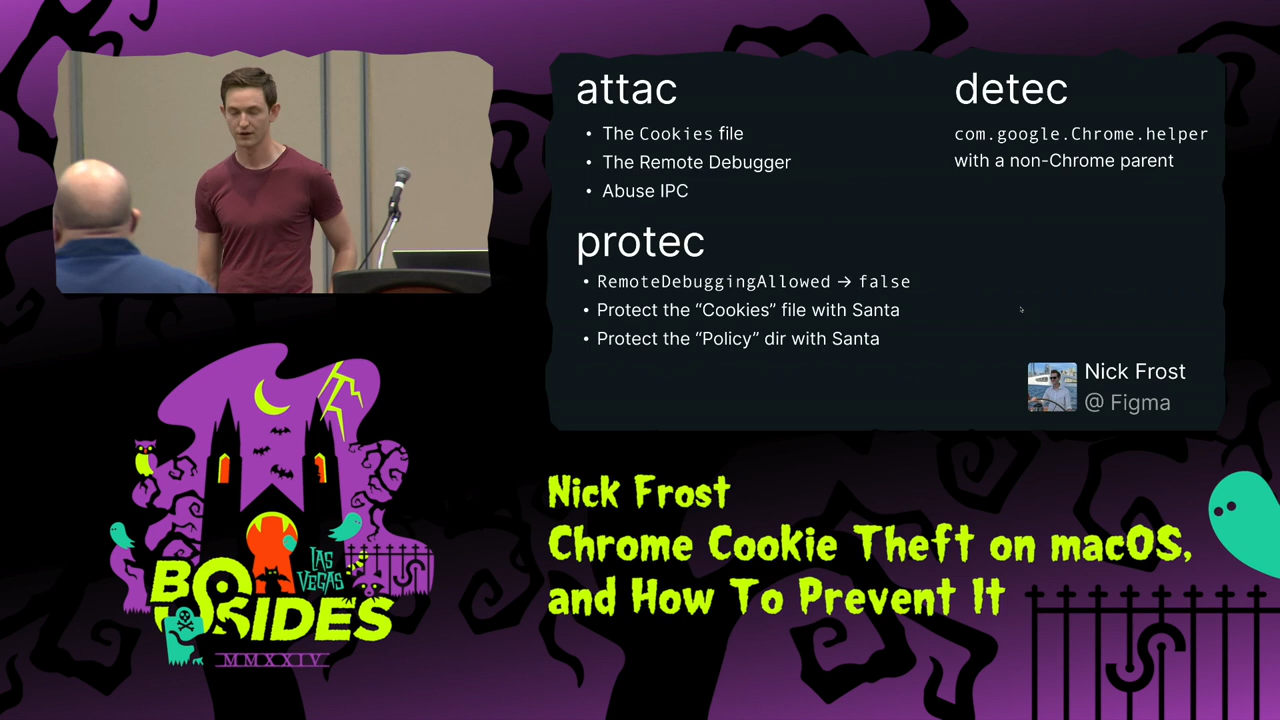 attac
• The Cookies file
• The Remote Debugger
• Abuse IPC
detec
com.google.Chrome.helper
with a non-Chrome parent
protec
• RemoteDebuggingAllowed → false
• Protect the “Cookies” file with Santa
• Protect the “Policy” dir with Santa
Nick Frost
@ Figma
Nick Frost
Chrome Cookie Theft on macOS,
and How To Prevent It
LAS
VEGAS
BSIDES
MMXXIV